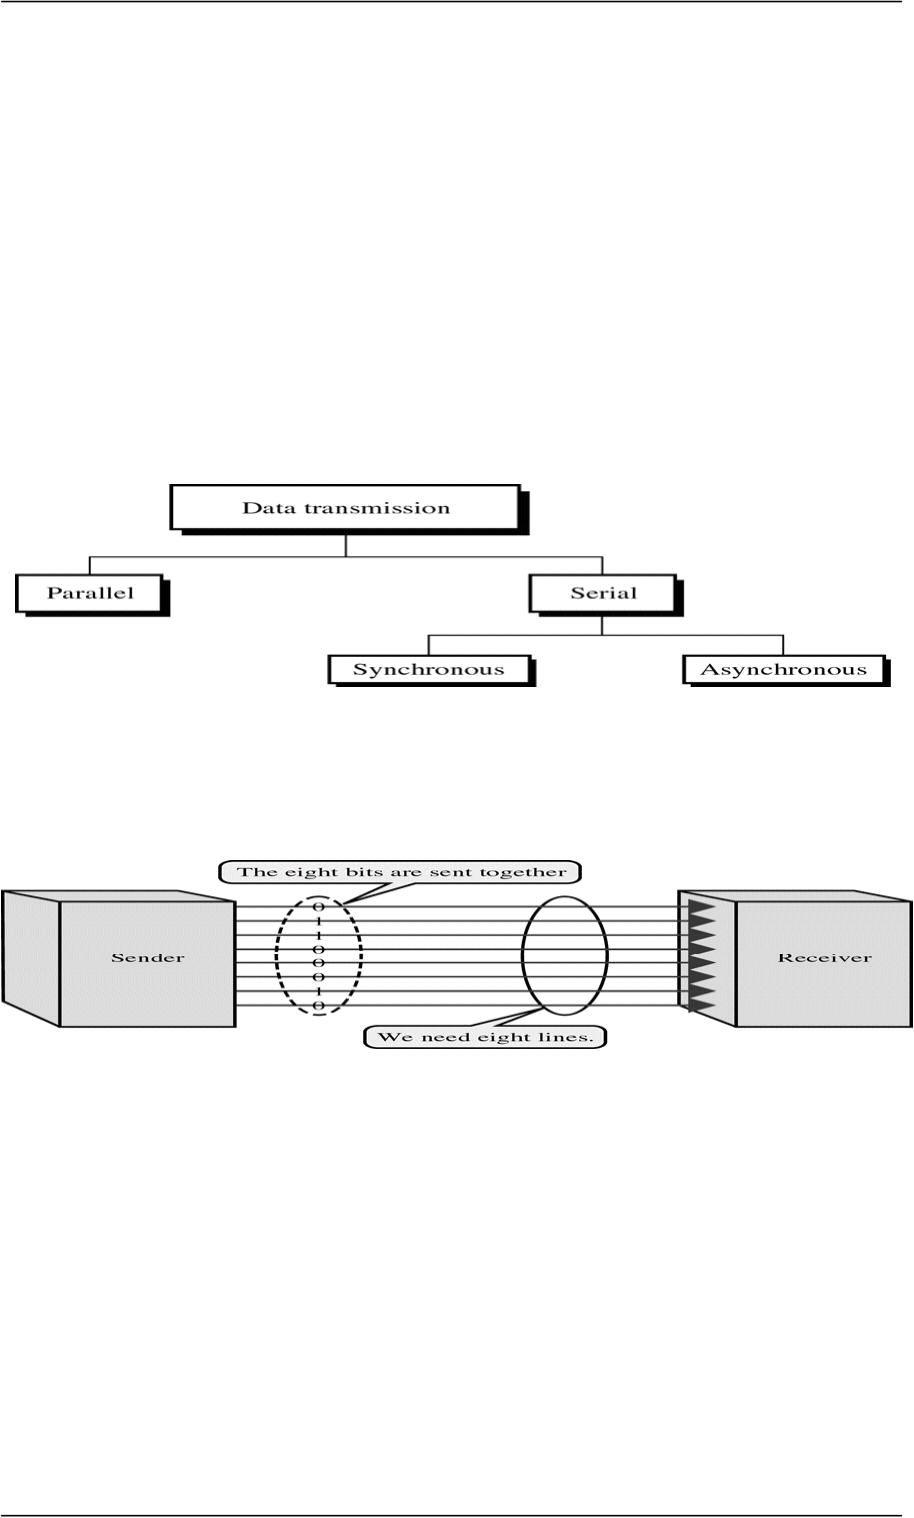 Data transmission
Parallel
Serial
Synchronous
Asynchronous
The eight bits are sent together
0
1
1
0
0
0
1
0
Sender
Receiver
We need eight lines.